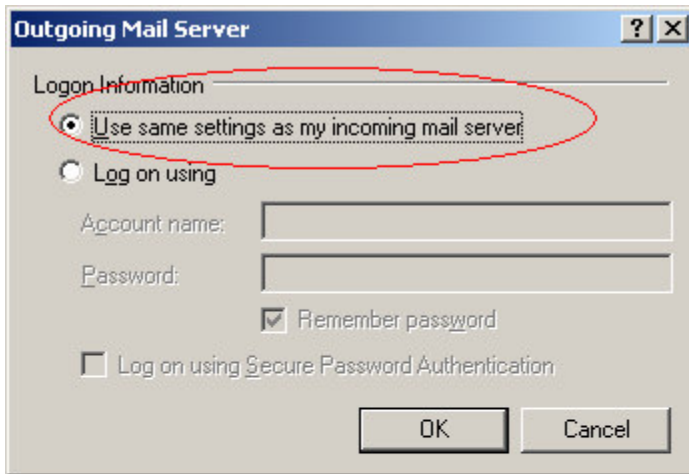 Outgoing Mail Server
Logon Information
Use same settings as my incoming mail server
Log on using
Account name:
Password:
Remember password
Log on using Secure Password Authentication
OK Cancel